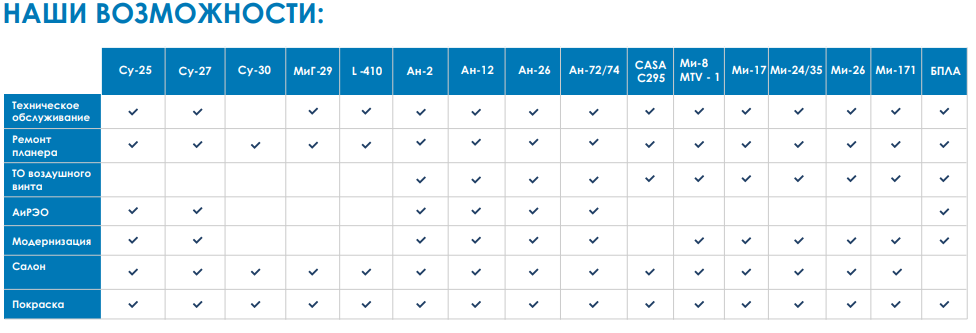 НАШИ ВОЗМОЖНОСТИ:
Су-25 Су-27 Су-30 МиГ-29 L -410 Ан-2 Ан-12 Ан-26 Ан-72/74 CASA C295 Ми-8 MTV - 1 Ми-17 Ми-24/35 Ми-26 Ми-171 БПЛА
Техническое обслуживание ✓ ✓ ✓ ✓ ✓ ✓ ✓ ✓ ✓ ✓ ✓ ✓ ✓ ✓ ✓
Ремонт планера ✓ ✓ ✓ ✓ ✓ ✓ ✓ ✓ ✓ ✓ ✓ ✓ ✓ ✓ ✓ ✓
ТО воздушного винта ✓ ✓ ✓ ✓ ✓ ✓ ✓ ✓ ✓ ✓ ✓
АиРЭО ✓ ✓ ✓ ✓ ✓ ✓ ✓
Модернизация ✓ ✓ ✓ ✓ ✓ ✓ ✓ ✓ ✓ ✓ ✓ ✓
Салон ✓ ✓ ✓ ✓ ✓ ✓ ✓ ✓ ✓ ✓ ✓ ✓ ✓ ✓ ✓
Покраска ✓ ✓ ✓ ✓ ✓ ✓ ✓ ✓ ✓ ✓ ✓ ✓ ✓ ✓ ✓ ✓